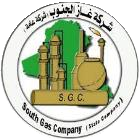 شركة غاز الجنوب (شركة عامة)
S. G. C.
South Gas Company (State Company)